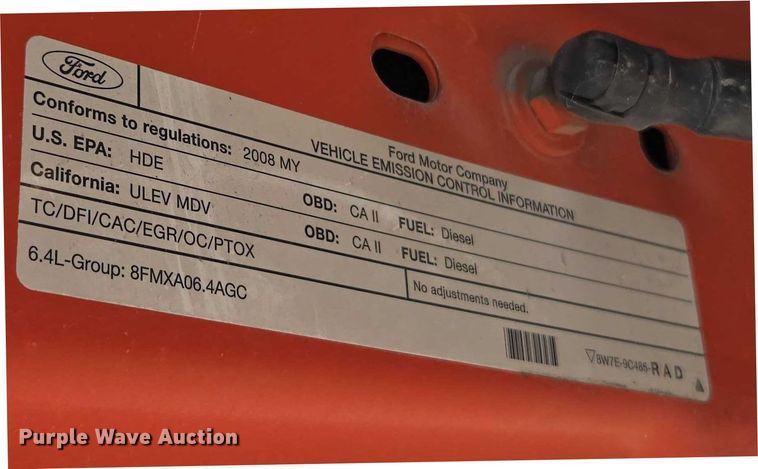 Ford
Ford Motor Company
VEHICLE EMISSION CONTROL INFORMATION
Conforms to regulations: 2008 MY
U.S. EPA: HDE OBD: CA II FUEL: Diesel
California: ULEV MDV OBD: CA II FUEL: Diesel
TC/DFI/CAC/EGR/OC/PTOX
6.4L-Group: 8FMXA06.4AGC
No adjustments needed.
8W7E-9C485-RAD
Purple Wave Auction